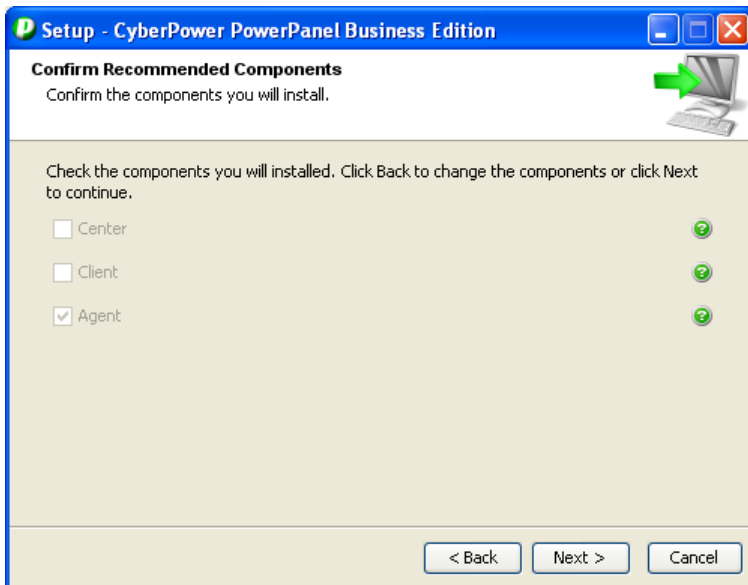 Setup - CyberPower PowerPanel Business Edition
Confirm Recommended Components
Confirm the components you will install.
Check the components you will installed. Click Back to change the components or click Next
to continue.
Center
Client
Agent
< Back Next > Cancel